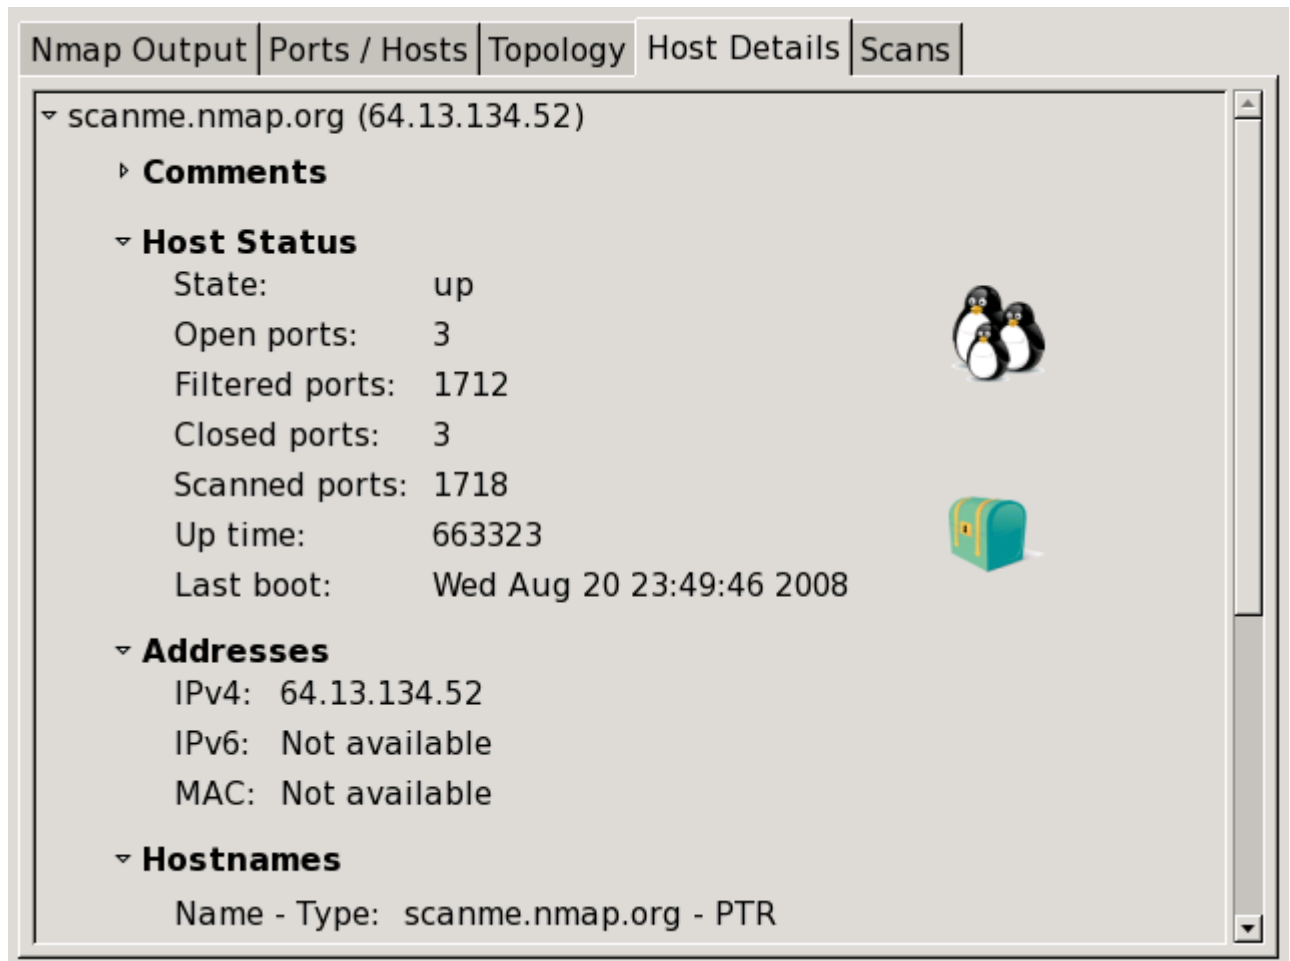 Nmap Output Ports / Hosts Topology Host Details Scans
scanme.nmap.org (64.13.134.52)
Comments
Host Status
State: up
Open ports: 3
Filtered ports: 1712
Closed ports: 3
Scanned ports: 1718
Up time: 663323
Last boot: Wed Aug 20 23:49:46 2008
Addresses
IPv4: 64.13.134.52
IPv6: Not available
MAC: Not available
Hostnames
Name - Type: scanme.nmap.org - PTR